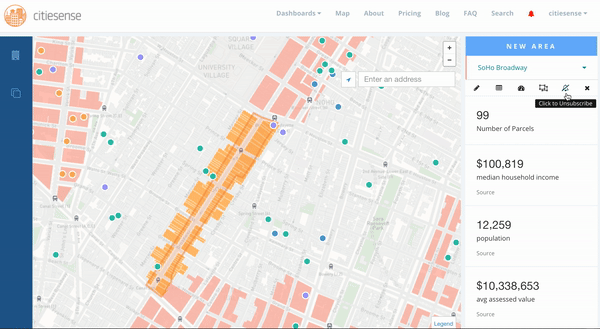 citiesense
Dashboards Map About Pricing Blog FAQ Search citiesense
NEW AREA
SoHo Broadway
Click to Unsubscribe
+
-
Enter an address
SQUARE
VILLAGE
UNIVERSITY
VILLAGE
99
Number of Parcels
$100,819
median household income
Source
12,259
population
Source
$10,338,653
avg assessed value
Source
Legend